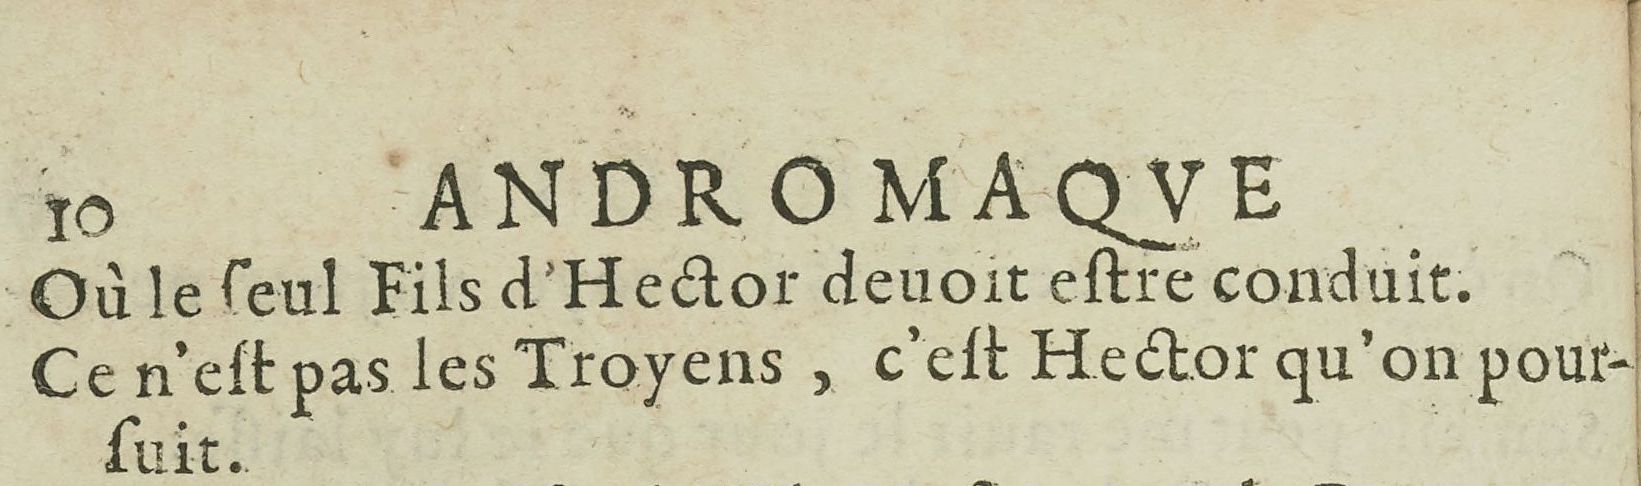 10 ANDROMAQVE
Où le ſeul Fils d'Hector deuoit eſtre conduit.
Ce n'eſt pas les Troyens, c'eſt Hector qu'on pour-
ſuit.